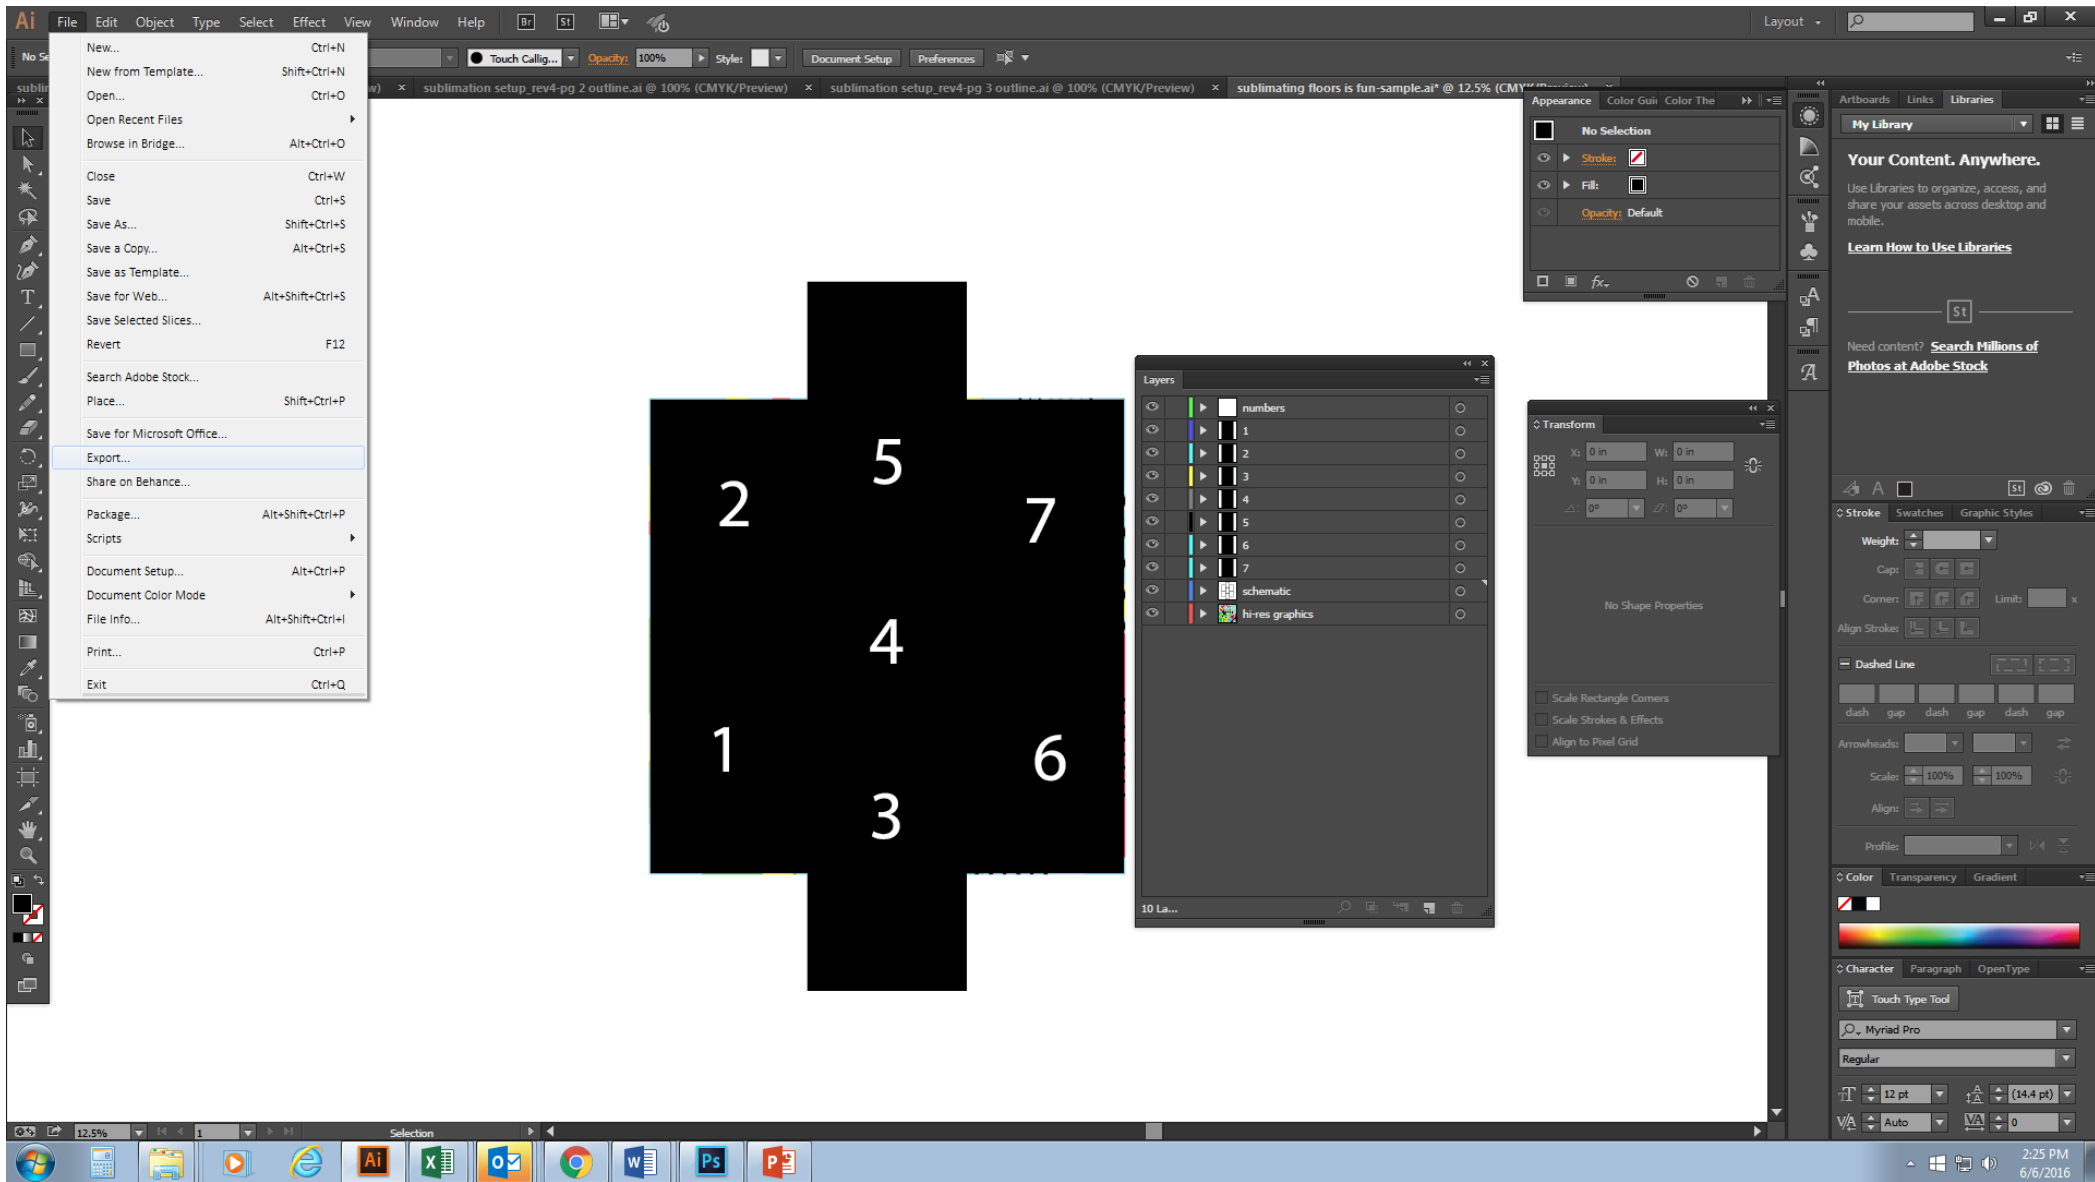 Ai File Edit Object Type Select Effect View Window Help Br St Layout
No Se Touch Callig... Opacity: 100% Style: Document Setup Preferences
sublim sublimation setup_rev4-pg 2 outline.ai @ 100% (CMYK/Preview) × sublimation setup_rev4-pg 3 outline.ai @ 100% (CMYK/Preview) × sublimating floors is fun-sample.ai* @ 12.5%
New... Ctrl+N
New from Template... Shift+Ctrl+N
Open... Ctrl+O
Open Recent Files
Browse in Bridge... Alt+Ctrl+O
Close Ctrl+W
Save Ctrl+S
Save As... Shift+Ctrl+S
Save a Copy... Alt+Ctrl+S
Save as Template...
Save for Web... Alt+Shift+Ctrl+S
Save Selected Slices...
Revert F12
Search Adobe Stock...
Place... Shift+Ctrl+P
Save for Microsoft Office...
Export...
Share on Behance...
Package... Alt+Shift+Ctrl+P
Scripts
Document Setup... Alt+Ctrl+P
Document Color Mode
File Info... Alt+Shift+Ctrl+I
Print... Ctrl+P
Exit Ctrl+Q
5
2
7
4
1
6
3
Layers
numbers
1
2
3
4
5
6
7
schematic
hi-res graphics
10 La...
Appearance Color Gui Color The
No Selection
Stroke:
Fill:
Opacity: Default
fx
Transform
X: 0 in W: 0 in
Y: 0 in H: 0 in
0° 0°
No Shape Properties
Scale Rectangle Corners
Scale Strokes & Effects
Align to Pixel Grid
Artboards Links Libraries
My Library
Your Content. Anywhere.
Use Libraries to organize, access, and
share your assets across desktop and
mobile.
Learn How to Use Libraries
St
Need content? Search Millions of
Photos at Adobe Stock
Stroke Swatches Graphic Styles
Weight:
Cap:
Corner: Limit: x
Align Stroke:
Dashed Line
dash gap dash gap dash gap
Arrowheads:
Scale: 100% 100%
Align:
Profile:
Color Transparency Gradient
Character Paragraph OpenType
Touch Type Tool
Myriad Pro
Regular
12 pt (14.4 pt)
Auto 0
12.5% 1 Selection
2:25 PM
6/6/2016